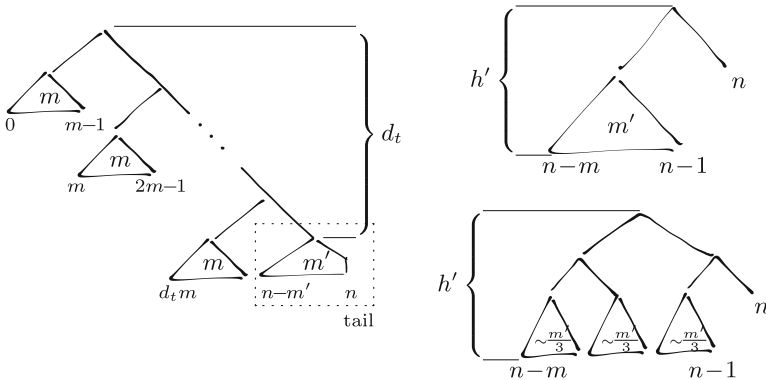 m
0 m−1
m
m 2m−1
d_t
m
m′
d_t m n−m′ n
tail
h′
n
m′
n−m n−1
h′
n
∼m′/3 ∼m′/3 ∼m′/3
n−m n−1